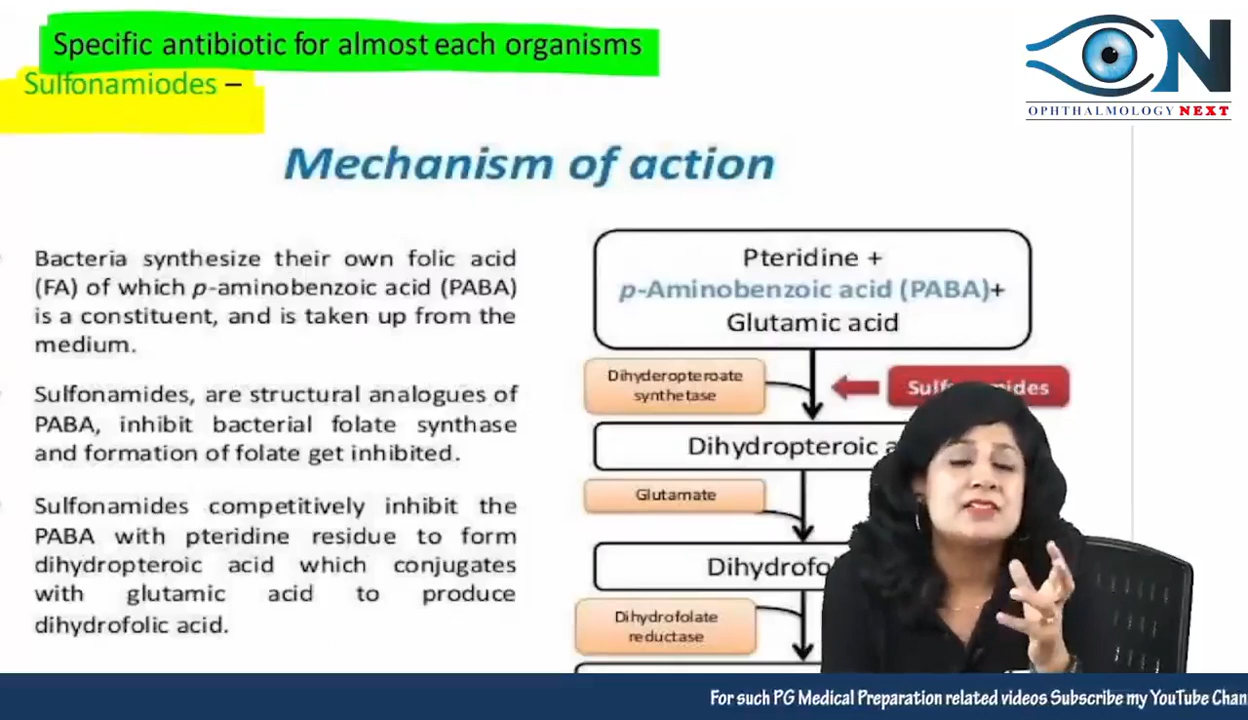 Specific antibiotic for almost each organisms
Sulfonamiodes –
ON
OPHTHALMOLOGY NEXT
Mechanism of action
Bacteria synthesize their own folic acid
(FA) of which p-aminobenzoic acid (PABA)
is a constituent, and is taken up from the
medium.
Sulfonamides, are structural analogues of
PABA, inhibit bacterial folate synthase
and formation of folate get inhibited.
Sulfonamides competitively inhibit the
PABA with pteridine residue to form
dihydropteroic acid which conjugates
with glutamic acid to produce
dihydrofolic acid.
Pteridine +
p-Aminobenzoic acid (PABA)+
Glutamic acid
Dihyderopteroate
synthetase
Dihydropteroic
Glutamate
Dihydrofo
Dihydrofolate
reductase
For such PG Medical Preparation related videos Subscribe my YouTube Chan